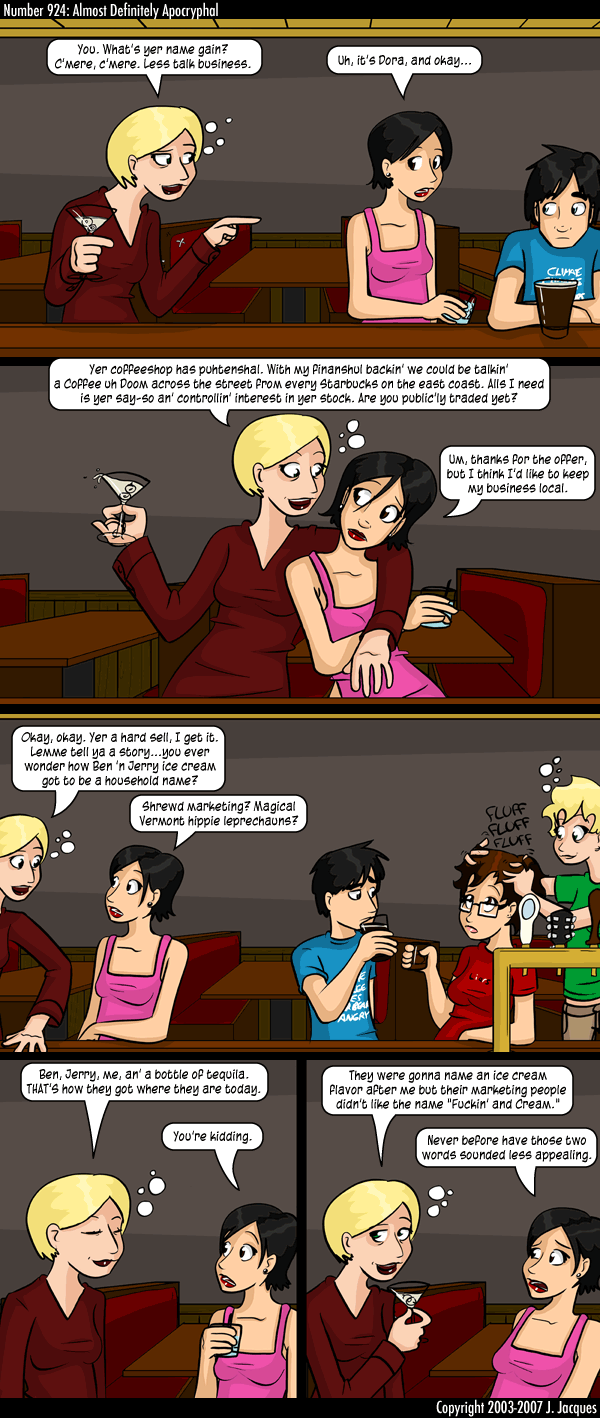 Number 924: Almost Definitely Apocryphal
You. What's yer name gain?
C'mere, c'mere. Less talk business.
Uh, it's Dora, and okay...
CLIMBE
Yer coffeeshop has puhtenshal. With my finanshul backin' we could be talkin'
a Coffee uh Doom across the street from every Starbucks on the east coast. Alls I need
is yer say-so an' controllin' interest in yer stock. Are you public'ly traded yet?
Um, thanks for the offer,
but I think I'd like to keep
my business local.
Okay, okay. Yer a hard sell, I get it.
Lemme tell ya a story...you ever
wonder how Ben 'n Jerry ice cream
got to be a household name?
Shrewd marketing? Magical
Vermont hippie leprechauns?
FLUFF
FLUFF
FLUFF
ANGRY
Ben, Jerry, me, an' a bottle of tequila.
THAT's how they got where they are today.
You're kidding.
They were gonna name an ice cream
flavor after me but their marketing people
didn't like the name "Fuckin' and Cream."
Never before have those two
words sounded less appealing.
Copyright 2003-2007 J. Jacques